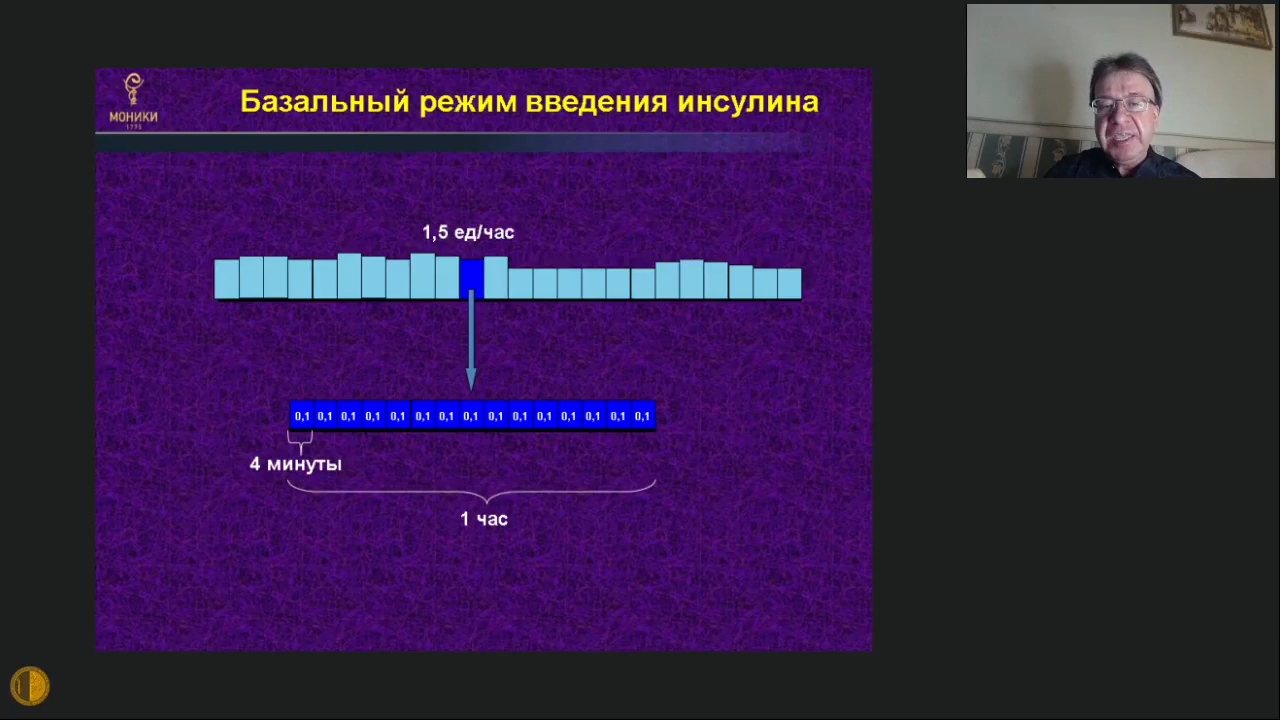 МОНИКИ
1775
Базальный режим введения инсулина
1,5 ед/час
0,1 0,1 0,1 0,1 0,1 0,1 0,1 0,1 0,1 0,1 0,1 0,1 0,1 0,1 0,1
4 минуты
1 час